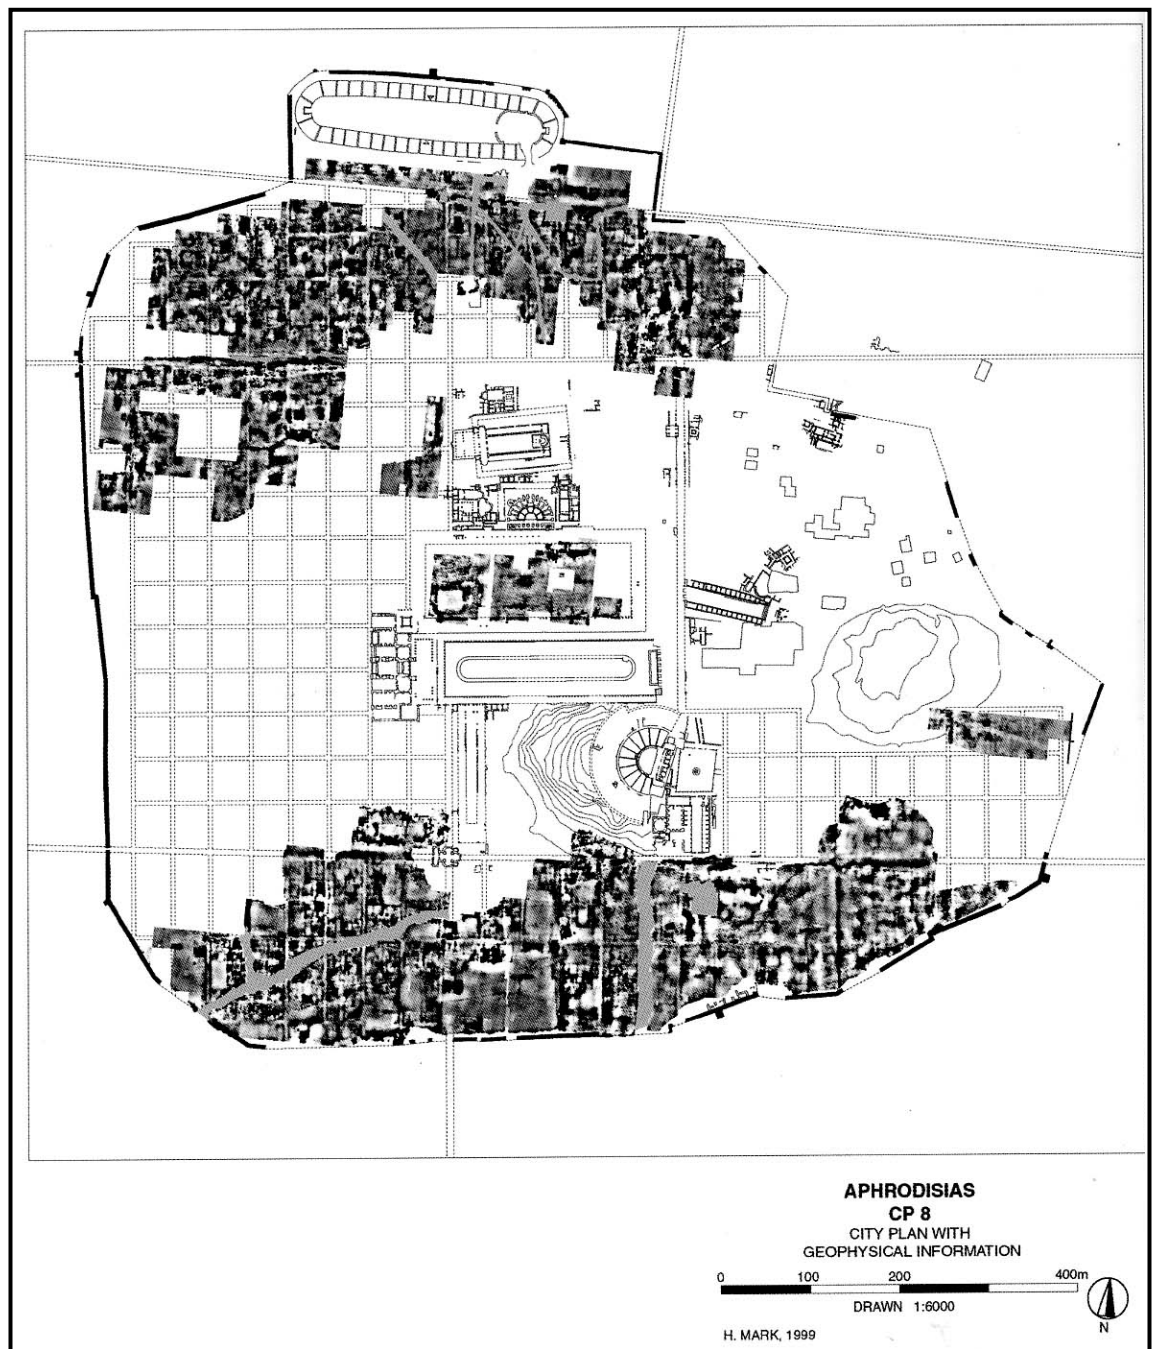 APHRODISIAS
CP 8
CITY PLAN WITH
GEOPHYSICAL INFORMATION
0 100 200 400m
DRAWN 1:6000
N
H. MARK, 1999